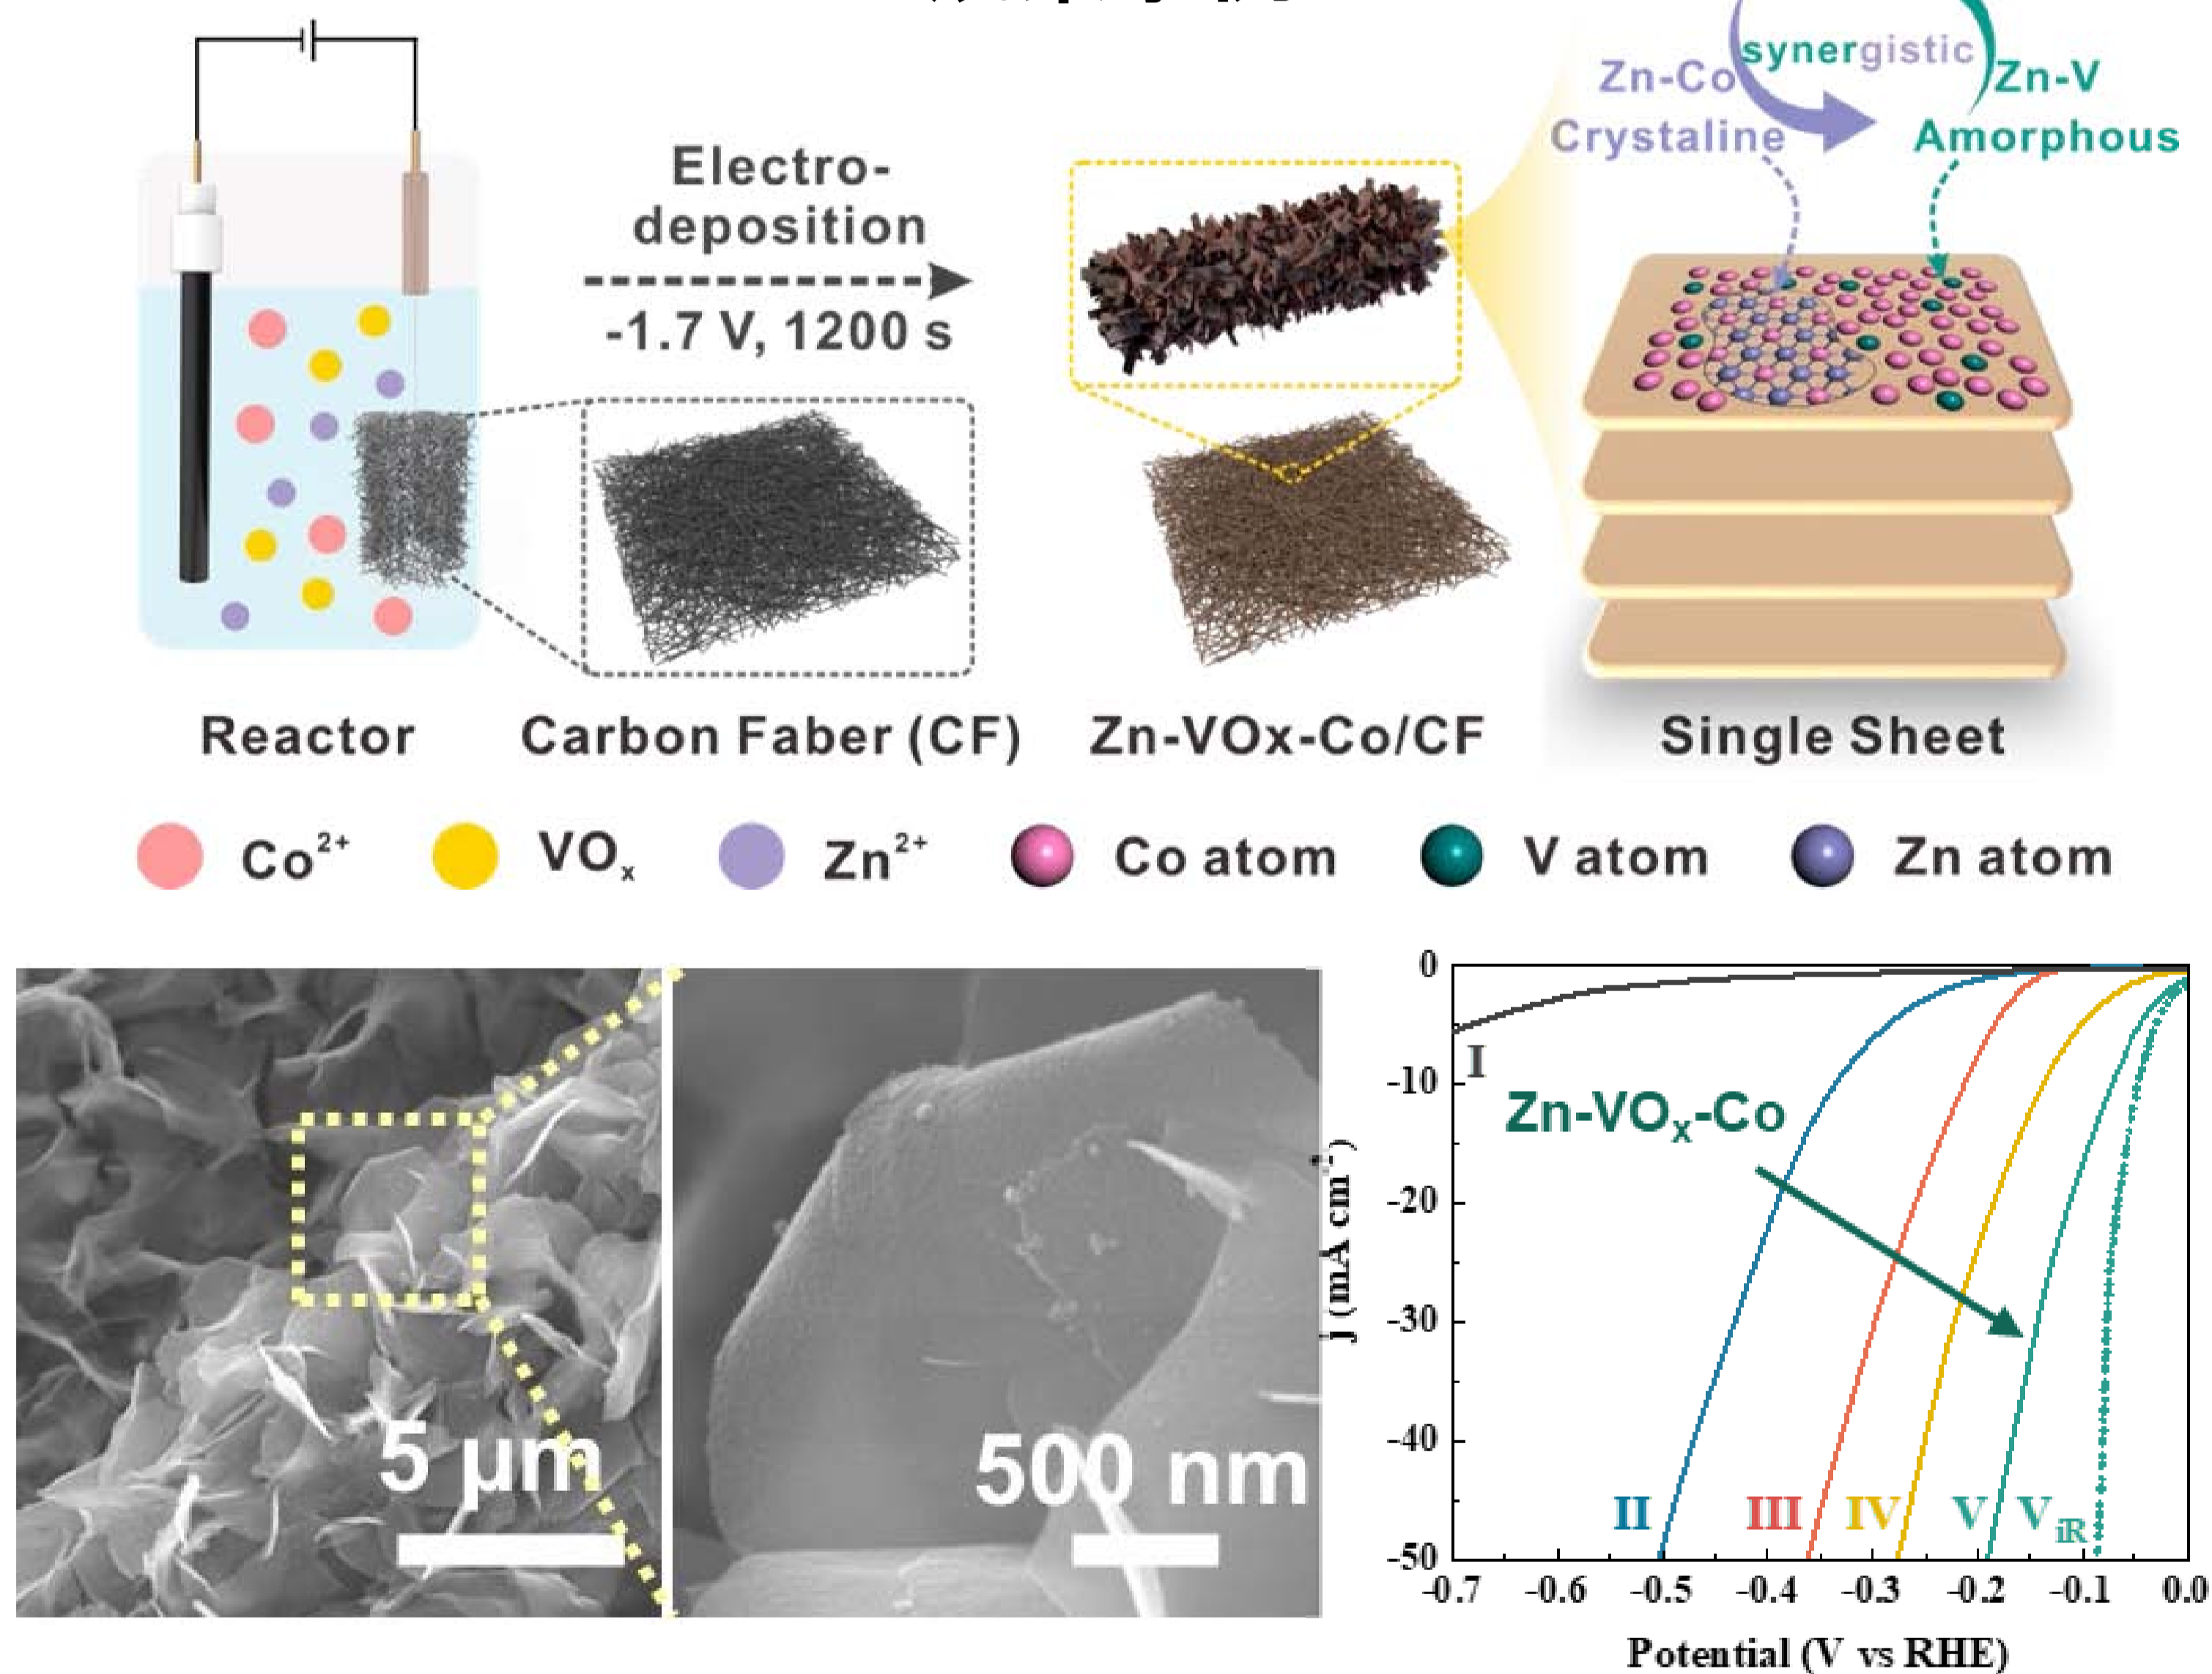 synergistic
Zn-Co
Zn-V
Crystaline
Amorphous
Electro-
deposition
-1.7 V, 1200 s
Reactor
Carbon Faber (CF)
Zn-VOx-Co/CF
Single Sheet
Co²⁺
VOₓ
Zn²⁺
Co atom
V atom
Zn atom
5 μm
500 nm
0
-10
-20
-30
-40
-50
j (mA cm⁻²)
I
Zn-VOₓ-Co
II
III
IV
V
V iR
-0.7
-0.6
-0.5
-0.4
-0.3
-0.2
-0.1
0.0
Potential (V vs RHE)